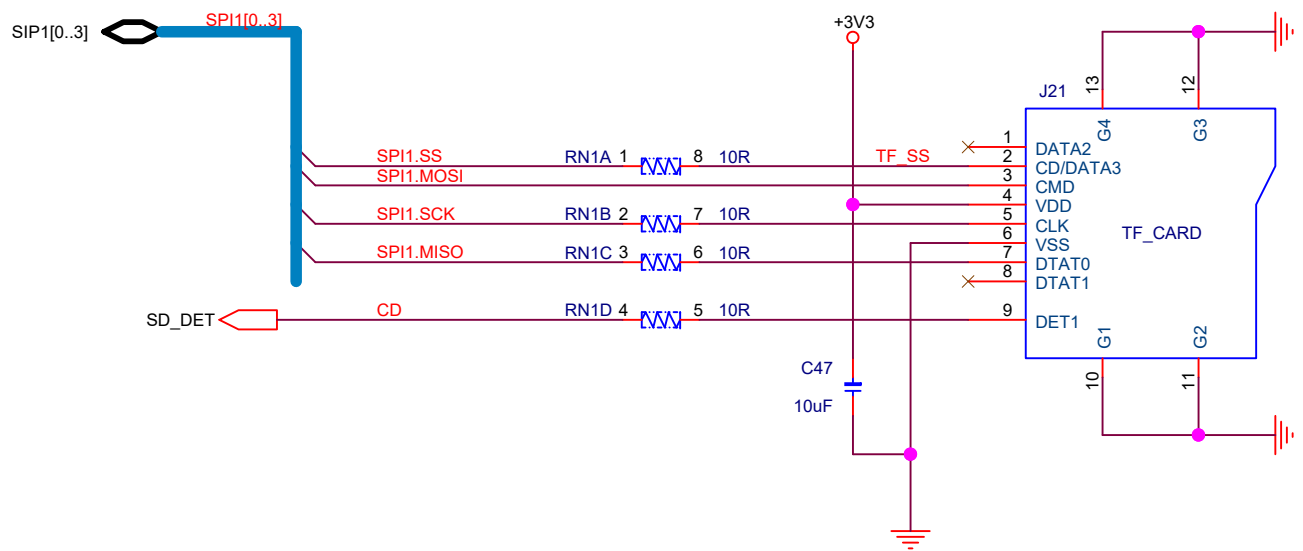 SPI1[0..3]
SIP1[0..3]
+3V3
J21
13
12
G4
G3
SPI1.SS
RN1A 1
8 10R
TF_SS
1
DATA2
2
CD/DATA3
SPI1.MOSI
3
CMD
4
VDD
SPI1.SCK
RN1B 2
7 10R
5
CLK
TF_CARD
6
VSS
SPI1.MISO
RN1C 3
6 10R
7
DTAT0
8
DTAT1
SD_DET
CD
RN1D 4
5 10R
9
DET1
G1
G2
10
11
C47
10uF